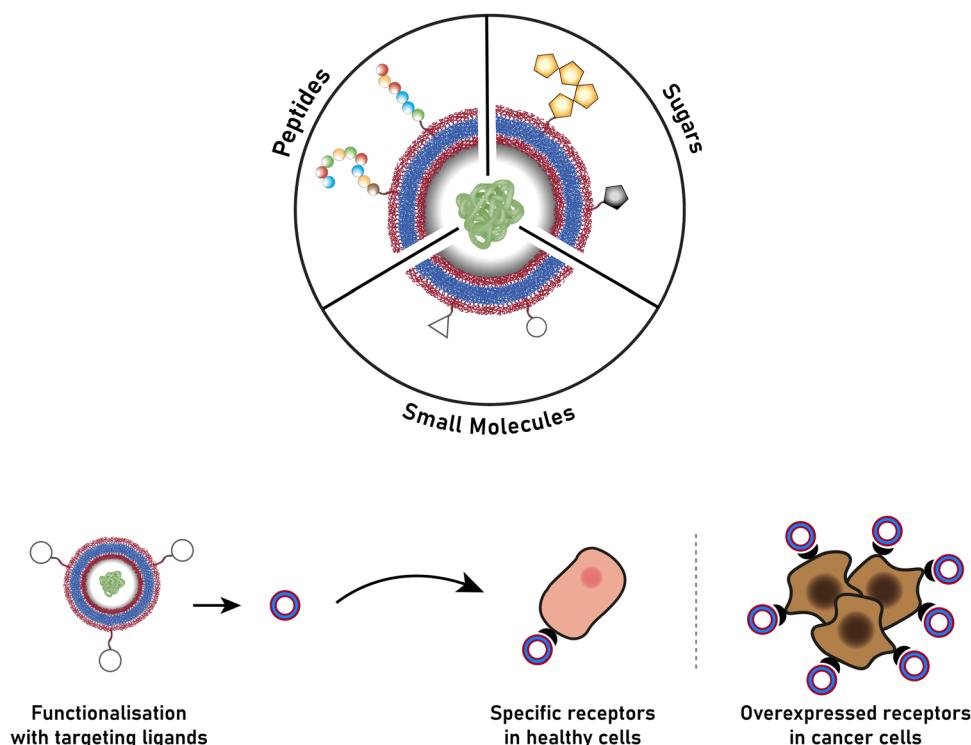 Peptides
Sugars
Small Molecules
Functionalisation
with targeting ligands
Specific receptors
in healthy cells
Overexpressed receptors
in cancer cells